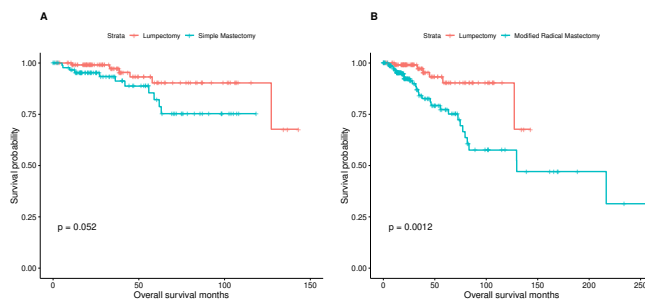 A
Strata Lumpectomy Simple Mastectomy
1.00
0.75
0.50
0.25
0.00
Survival probability
p = 0.052
0 50 100 150
Overall survival months
B
Strata Lumpectomy Modified Radical Mastectomy
1.00
0.75
0.50
0.25
0.00
Survival probability
p = 0.0012
0 50 100 150 200 250
Overall survival months